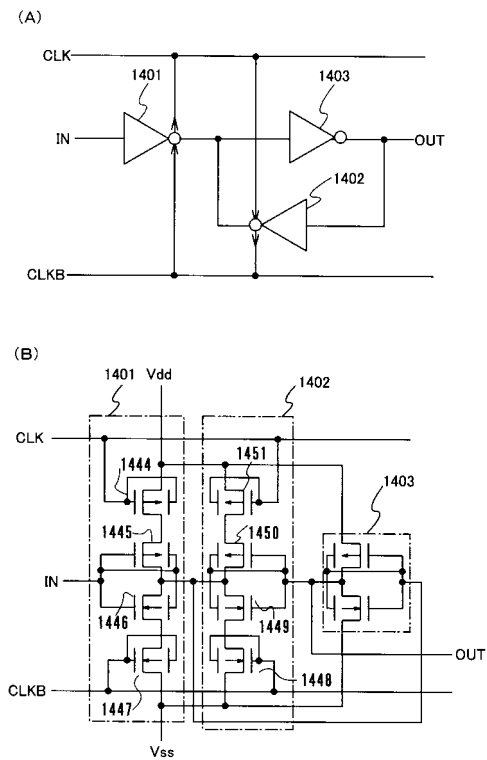 (A)
CLK
1401
1403
IN
OUT
1402
CLKB
(B)
1401
Vdd
1402
CLK
1444
1451
1403
1445
1450
IN
1446
1449
OUT
CLKB
1447
1448
Vss